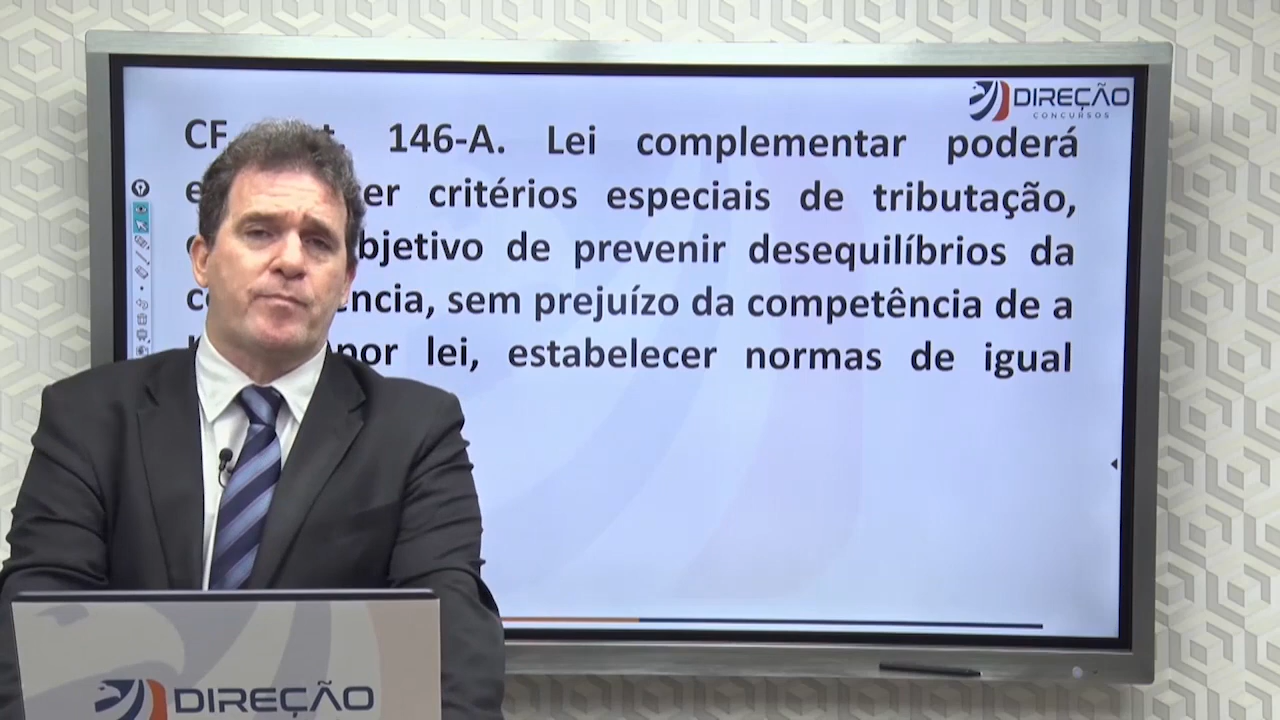 DIREÇÃO
CONCURSOS
CF 146-A. Lei complementar poderá
critérios especiais de tributação,
de prevenir desequilíbrios da
sem prejuízo da competência de a
por lei, estabelecer normas de igual
DIREÇÃO